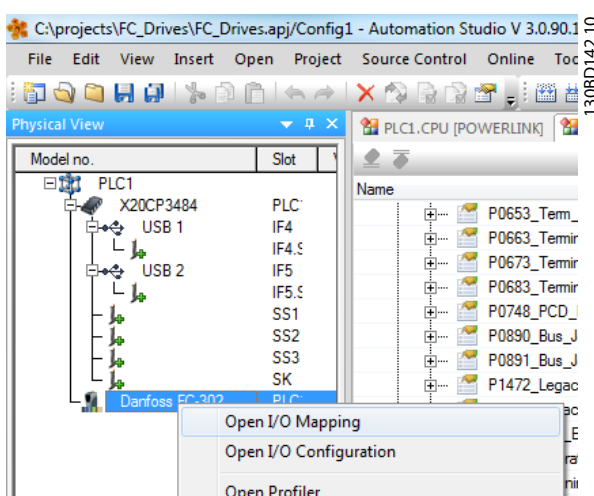 C:\projects\FC_Drives\FC_Drives.apj/Config1 - Automation Studio V 3.0.90.1
File Edit View Insert Open Project Source Control Online
130BD142.10
Physical View
PLC1.CPU [POWERLINK]
Model no. Slot
Name
PLC1
X20CP3484
USB 1 IF4
IF4.S
USB 2 IF5
IF5.S
SS1
SS2
SS3
SK
Danfoss FC-302
P0653_Term_
P0663_Termin
P0673_Termin
P0683_Termin
P0748_PCD_
P0890_Bus_J
P0891_Bus_J
P1472_Legac
Open I/O Mapping
Open I/O Configuration
Open Profiler